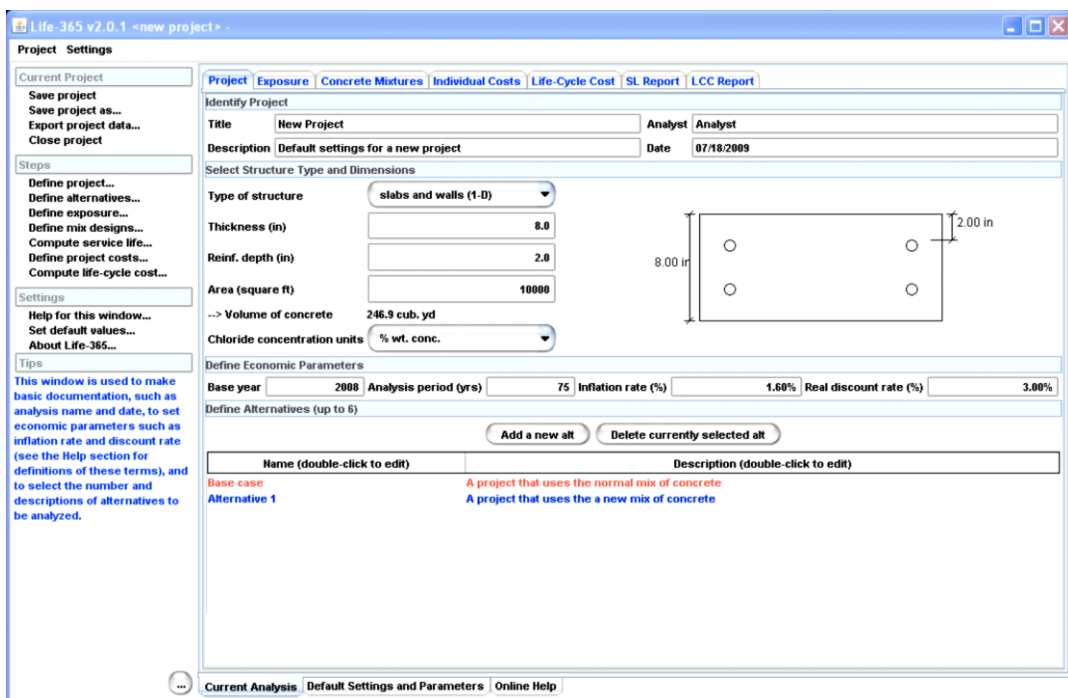 Life-365 v2.0.1 <new project> -
Project Settings
Current Project
Save project
Save project as...
Export project data...
Close project
Steps
Define project...
Define alternatives...
Define exposure...
Define mix designs...
Compute service life...
Define project costs...
Compute life-cycle cost...
Settings
Help for this window...
Set default values...
About Life-365...
Tips
This window is used to make
basic documentation, such as
analysis name and date, to set
economic parameters such as
inflation rate and discount rate
(see the Help section for
definitions of these terms), and
to select the number and
descriptions of alternatives to
be analyzed.
...
Project Exposure Concrete Mixtures Individual Costs Life-Cycle Cost SL Report LCC Report
Identify Project
Title New Project Analyst Analyst
Description Default settings for a new project Date 07/18/2009
Select Structure Type and Dimensions
Type of structure slabs and walls (1-D)
Thickness (in) 8.0
Reinf. depth (in) 2.0
Area (square ft) 10000
--> Volume of concrete 246.9 cub. yd
Chloride concentration units % wt. conc.
8.00 in
2.00 in
Define Economic Parameters
Base year 2008 Analysis period (yrs) 75 Inflation rate (%) 1.60% Real discount rate (%) 3.00%
Define Alternatives (up to 6)
Add a new alt Delete currently selected alt
Name (double-click to edit) Description (double-click to edit)
Base case A project that uses the normal mix of concrete
Alternative 1 A project that uses the a new mix of concrete
Current Analysis Default Settings and Parameters Online Help